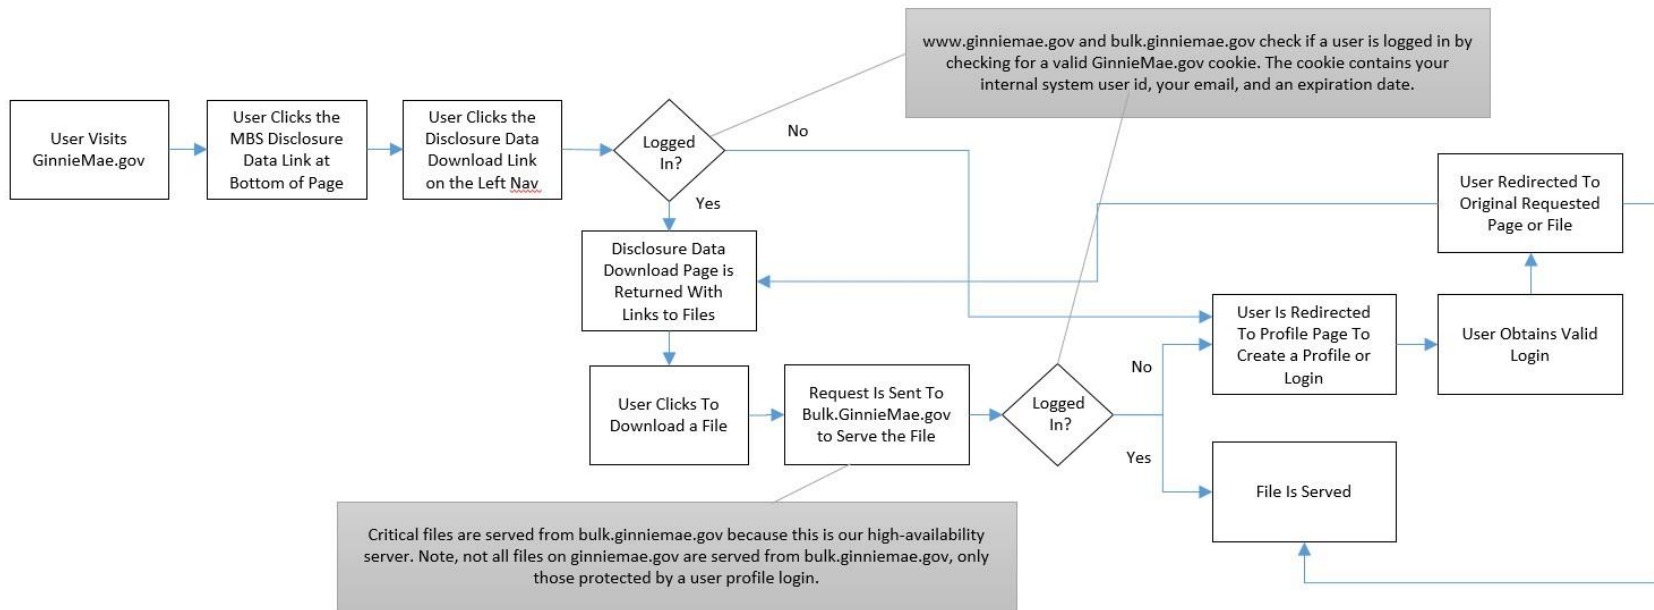 www.ginniemae.gov and bulk.ginniemae.gov check if a user is logged in by
checking for a valid GinnieMae.gov cookie. The cookie contains your
internal system user id, your email, and an expiration date.
User Visits
GinnieMae.gov
User Clicks the
MBS Disclosure
Data Link at
Bottom of Page
User Clicks the
Disclosure Data
Download Link
on the Left Nav
Logged
In?
No
Yes
User Redirected To
Original Requested
Page or File
Disclosure Data
Download Page is
Returned With
Links to Files
User Is Redirected
To Profile Page To
Create a Profile or
Login
User Obtains Valid
Login
User Clicks To
Download a File
Request Is Sent To
Bulk.GinnieMae.gov
to Serve the File
Logged
In?
No
Yes
File Is Served
Critical files are served from bulk.ginniemae.gov because this is our high-availability
server. Note, not all files on ginniemae.gov are served from bulk.ginniemae.gov, only
those protected by a user profile login.